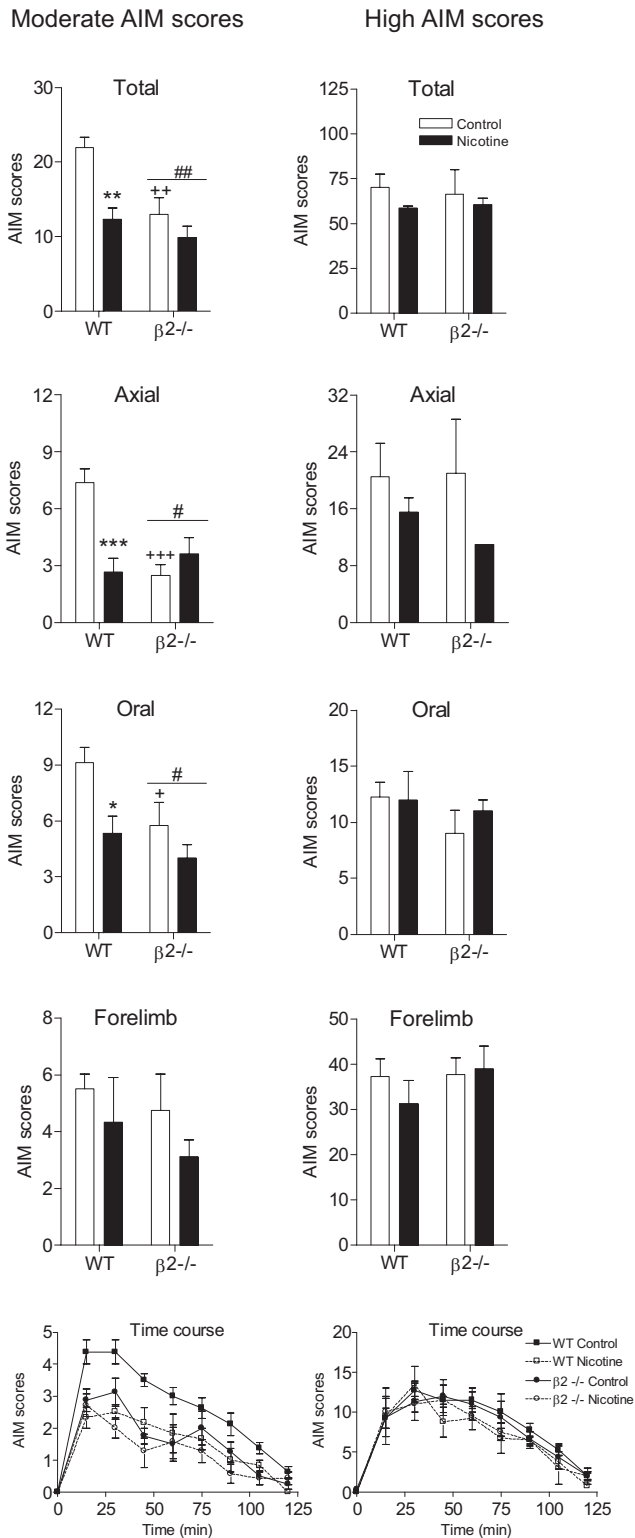 Moderate AIM scores
High AIM scores
Total
AIM scores
30
20
10
0
**
++
##
WT
β2-/-
Total
Control
Nicotine
AIM scores
125
100
75
50
25
0
WT
β2-/-
Axial
AIM scores
12
9
6
3
0
***
+++
#
WT
β2-/-
Axial
AIM scores
32
24
16
8
0
WT
β2-/-
Oral
AIM scores
12
9
6
3
0
*
+
#
WT
β2-/-
Oral
AIM scores
20
15
10
5
0
WT
β2-/-
Forelimb
AIM scores
8
6
4
2
0
WT
β2-/-
Forelimb
AIM scores
50
40
30
20
10
0
WT
β2-/-
Time course
AIM scores
5
4
3
2
1
0
0 25 50 75 100 125
Time (min)
Time course
AIM scores
20
15
10
5
0
0 25 50 75 100 125
Time (min)
WT Control
WT Nicotine
β2 -/- Control
β2 -/- Nicotine